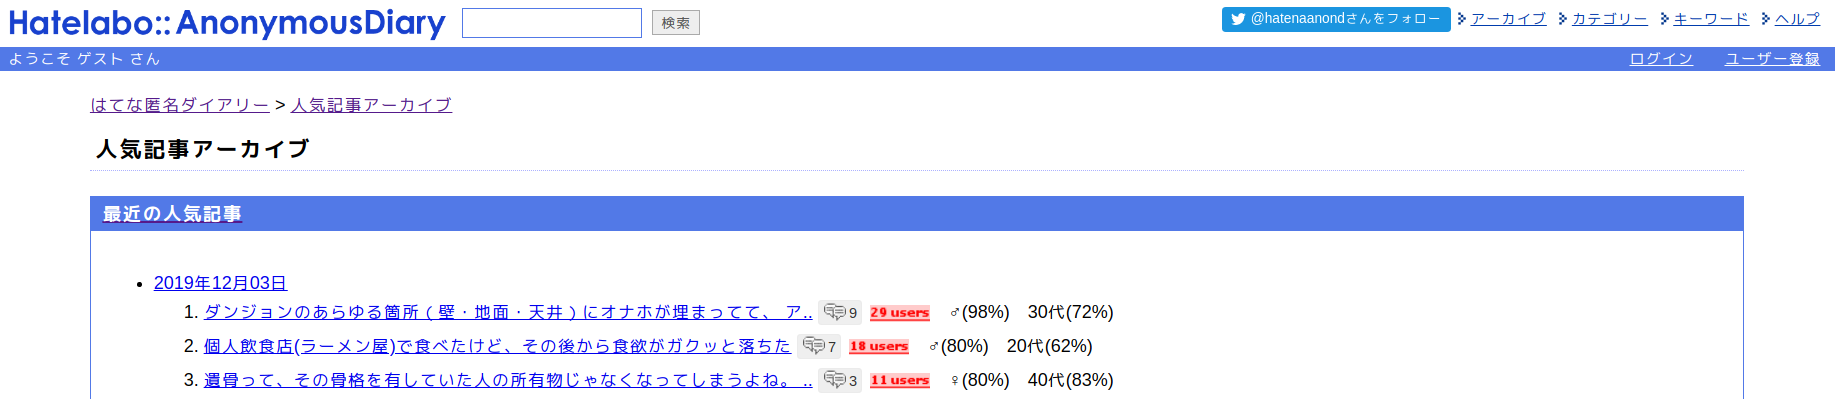 Hatelabo::AnonymousDiary 検索 @hatenaanondさんをフォロー アーカイブ カテゴリー キーワード ヘルプ
ようこそ ゲスト さん ログイン ユーザー登録
はてな匿名ダイアリー > 人気記事アーカイブ
人気記事アーカイブ
最近の人気記事
2019年12月03日
1. ダンジョンのあらゆる箇所（壁・地面・天井）にオナホが埋まってて、 ア.. 9 29 users ♂(98%) 30代(72%)
2. 個人飲食店(ラーメン屋)で食べたけど、その後から食欲がガクッと落ちた 7 18 users ♂(80%) 20代(62%)
3. 遺骨って、その骨格を有していた人の所有物じゃなくなってしまうよね。 .. 3 11 users ♀(80%) 40代(83%)